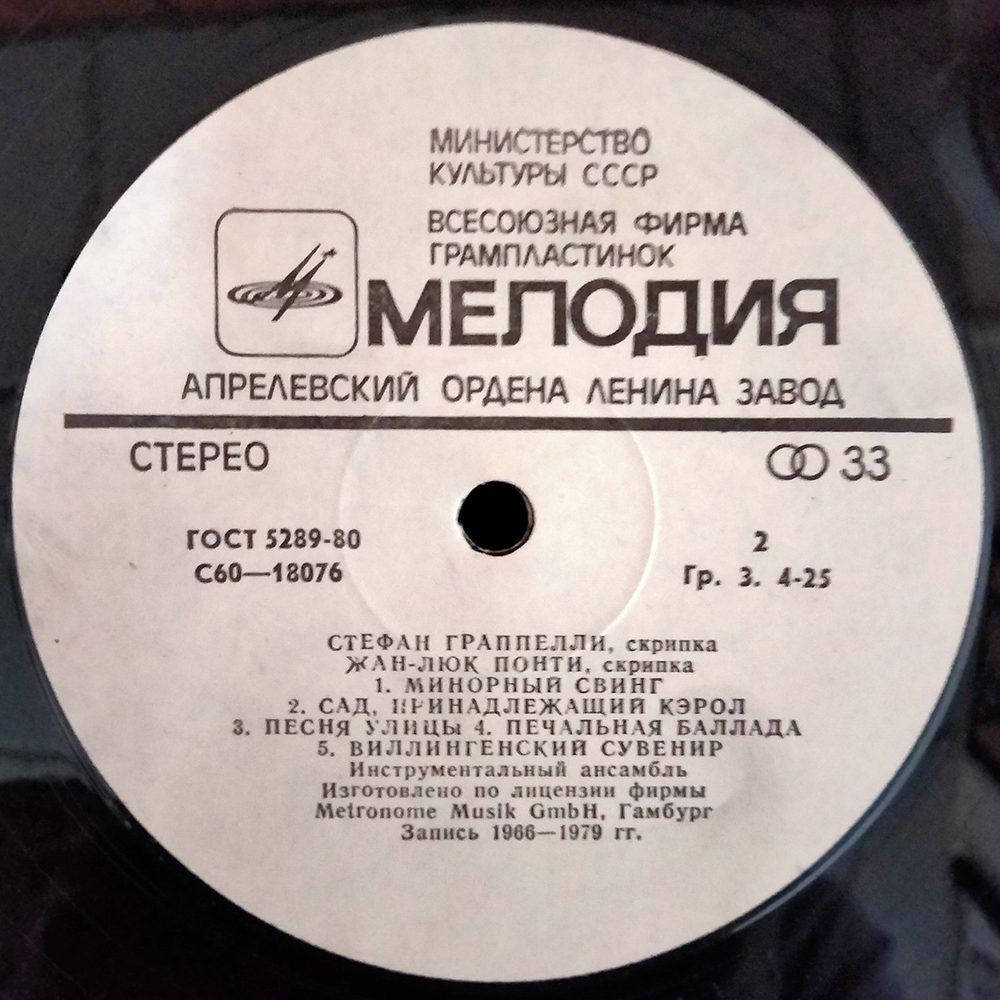 МИНИСТЕРСТВО
КУЛЬТУРЫ СССР
ВСЕСОЮЗНАЯ ФИРМА
ГРАМПЛАСТИНОК
МЕЛОДИЯ
АПРЕЛЕВСКИЙ ОРДЕНА ЛЕНИНА ЗАВОД
СТЕРЕО
33
ГОСТ 5289-80
С60—18076
2
Гр. 3. 4-25
СТЕФАН ГРАППЕЛЛИ, скрипка
ЖАН-ЛЮК ПОНТИ, скрипка
1. МИНОРНЫЙ СВИНГ
2. САД, ПРИНАДЛЕЖАЩИЙ КЭРОЛ
3. ПЕСНЯ УЛИЦЫ 4. ПЕЧАЛЬНАЯ БАЛЛАДА
5. ВИЛЛИНГЕНСКИЙ СУВЕНИР
Инструментальный ансамбль
Изготовлено по лицензии фирмы
Metronome Musik GmbH, Гамбург
Запись 1966—1979 гг.